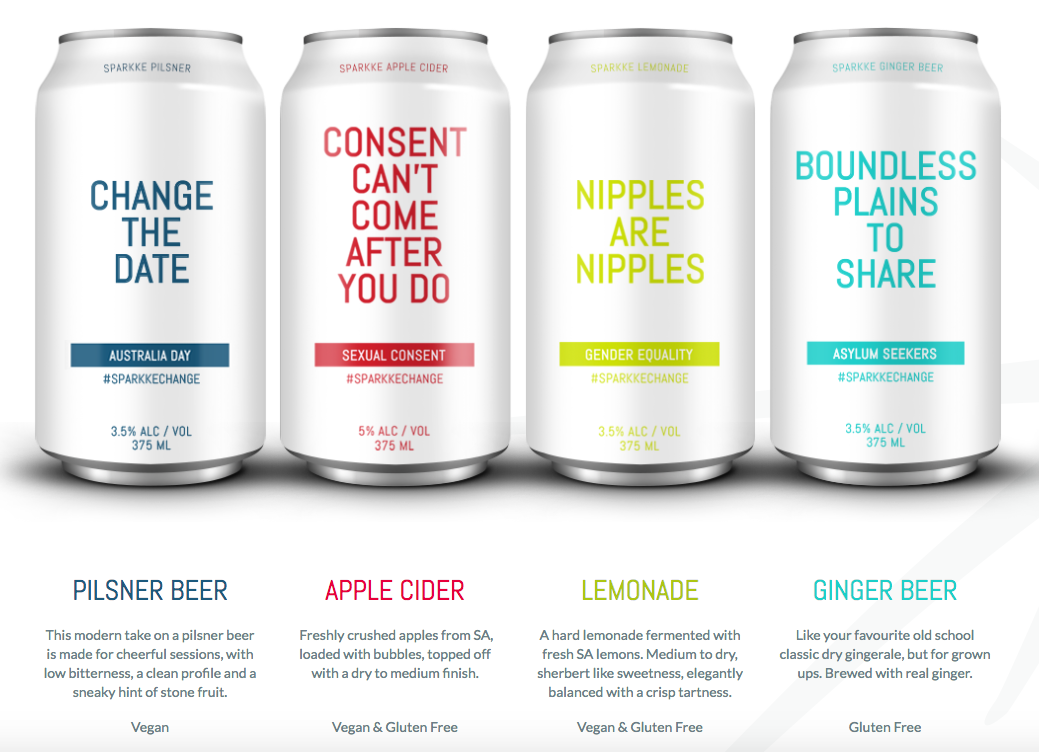 SPARKKE PILSNER
CHANGE
THE
DATE
AUSTRALIA DAY
#SPARKKECHANGE
3.5% ALC / VOL
375 ML
SPARKKE APPLE CIDER
CONSENT
CAN'T
COME
AFTER
YOU DO
SEXUAL CONSENT
#SPARKKECHANGE
5% ALC / VOL
375 ML
SPARKKE LEMONADE
NIPPLES
ARE
NIPPLES
GENDER EQUALITY
#SPARKKECHANGE
3.5% ALC / VOL
375 ML
SPARKKE GINGER BEER
BOUNDLESS
PLAINS
TO
SHARE
ASYLUM SEEKERS
#SPARKKECHANGE
3.5% ALC / VOL
375 ML
PILSNER BEER
This modern take on a pilsner beer
is made for cheerful sessions, with
low bitterness, a clean profile and a
sneaky hint of stone fruit.
Vegan
APPLE CIDER
Freshly crushed apples from SA,
loaded with bubbles, topped off
with a dry to medium finish.
Vegan & Gluten Free
LEMONADE
A hard lemonade fermented with
fresh SA lemons. Medium to dry,
sherbert like sweetness, elegantly
balanced with a crisp tartness.
Vegan & Gluten Free
GINGER BEER
Like your favourite old school
classic dry gingerale, but for grown
ups. Brewed with real ginger.
Gluten Free